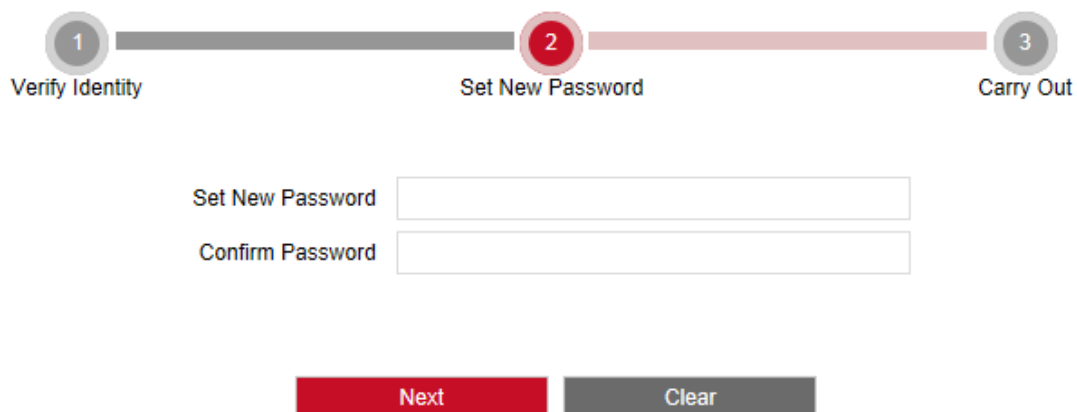 1 2 3
Verify Identity Set New Password Carry Out
Set New Password
Confirm Password
Next Clear